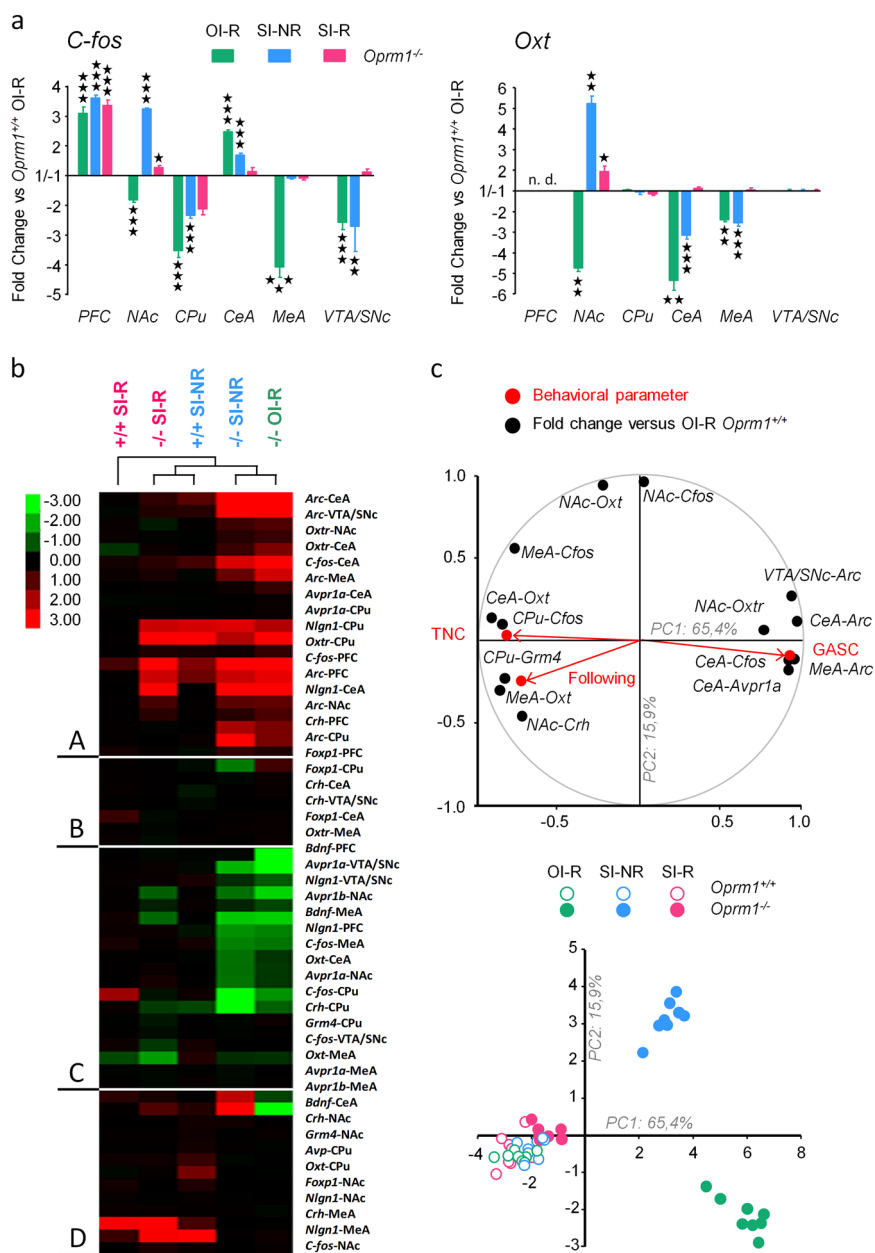 a
C-fos
OI-R SI-NR SI-R
Oprm1-/-
Fold Change vs Oprm1+/+ OI-R
4
3
2
1/-1
-2
-3
-4
-5
PFC NAc CPu CeA MeA VTA/SNc
Oxt
Fold Change vs Oprm1+/+ OI-R
6
5
4
3
2
1/-1
-2
-3
-4
-5
-6
n. d.
PFC NAc CPu CeA MeA VTA/SNc
b
+/+ SI-R
-/- SI-R
+/+ SI-NR
-/- SI-NR
-/- OI-R
-3.00
-2.00
-1.00
0.00
1.00
2.00
3.00
Arc-CeA
Arc-VTA/SNc
Oxtr-NAc
Oxtr-CeA
C-fos-CeA
Arc-MeA
Avpr1a-CeA
Avpr1a-CPu
Nlgn1-CPu
Oxtr-CPu
C-fos-PFC
Arc-PFC
Nlgn1-CeA
Arc-NAc
Crh-PFC
Arc-CPu
Foxp1-PFC
A
Foxp1-CPu
Crh-CeA
Crh-VTA/SNc
Foxp1-CeA
Oxtr-MeA
B
Bdnf-PFC
Avpr1a-VTA/SNc
Nlgn1-VTA/SNc
Avpr1b-NAc
Bdnf-MeA
Nlgn1-PFC
C-fos-MeA
Oxt-CeA
Avpr1a-NAc
C-fos-CPu
Crh-CPu
Grm4-CPu
C-fos-VTA/SNc
Oxt-MeA
Avpr1a-MeA
Avpr1b-MeA
C
Bdnf-CeA
Crh-NAc
Grm4-NAc
Avp-CPu
Oxt-CPu
Foxp1-NAc
Nlgn1-NAc
Crh-MeA
Nlgn1-MeA
C-fos-NAc
D
c
Behavioral parameter
Fold change versus OI-R Oprm1+/+
1.0
0.5
0
-0.5
-1.0
-0.5
0.5
1.0
NAc-Oxt
NAc-Cfos
MeA-Cfos
VTA/SNc-Arc
CeA-Oxt
NAc-Oxtr
CPu-Cfos
CeA-Arc
TNC
PC1: 65,4%
GASC
CPu-Grm4
CeA-Cfos
MeA-Arc
Following
CeA-Avpr1a
MeA-Oxt
NAc-Crh
PC2: 15,9%
OI-R SI-NR SI-R
Oprm1+/+
Oprm1-/-
5
4
3
2
1
0
-1
-2
-3
PC2: 15,9%
PC1: 65,4%
-4
-2
2
4
6
8